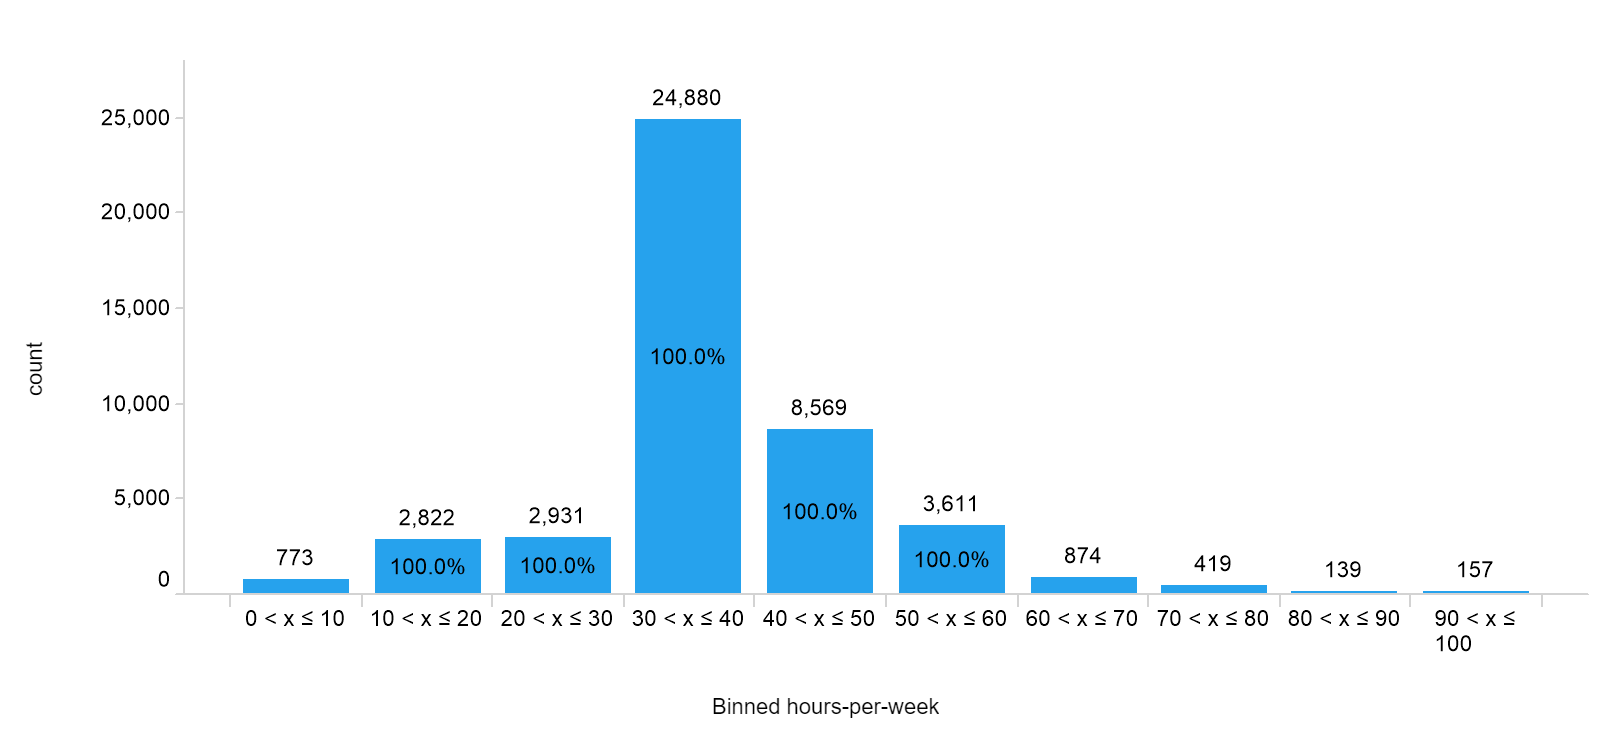 24,880
25,000
20,000
15,000
100.0%
count
10,000
8,569
100.0%
5,000
3,611
2,822
2,931
773
100.0%
100.0%
100.0%
874
419
139
157
0
0 < x ≤ 10
10 < x ≤ 20
20 < x ≤ 30
30 < x ≤ 40
40 < x ≤ 50
50 < x ≤ 60
60 < x ≤ 70
70 < x ≤ 80
80 < x ≤ 90
90 < x ≤
100
Binned hours-per-week